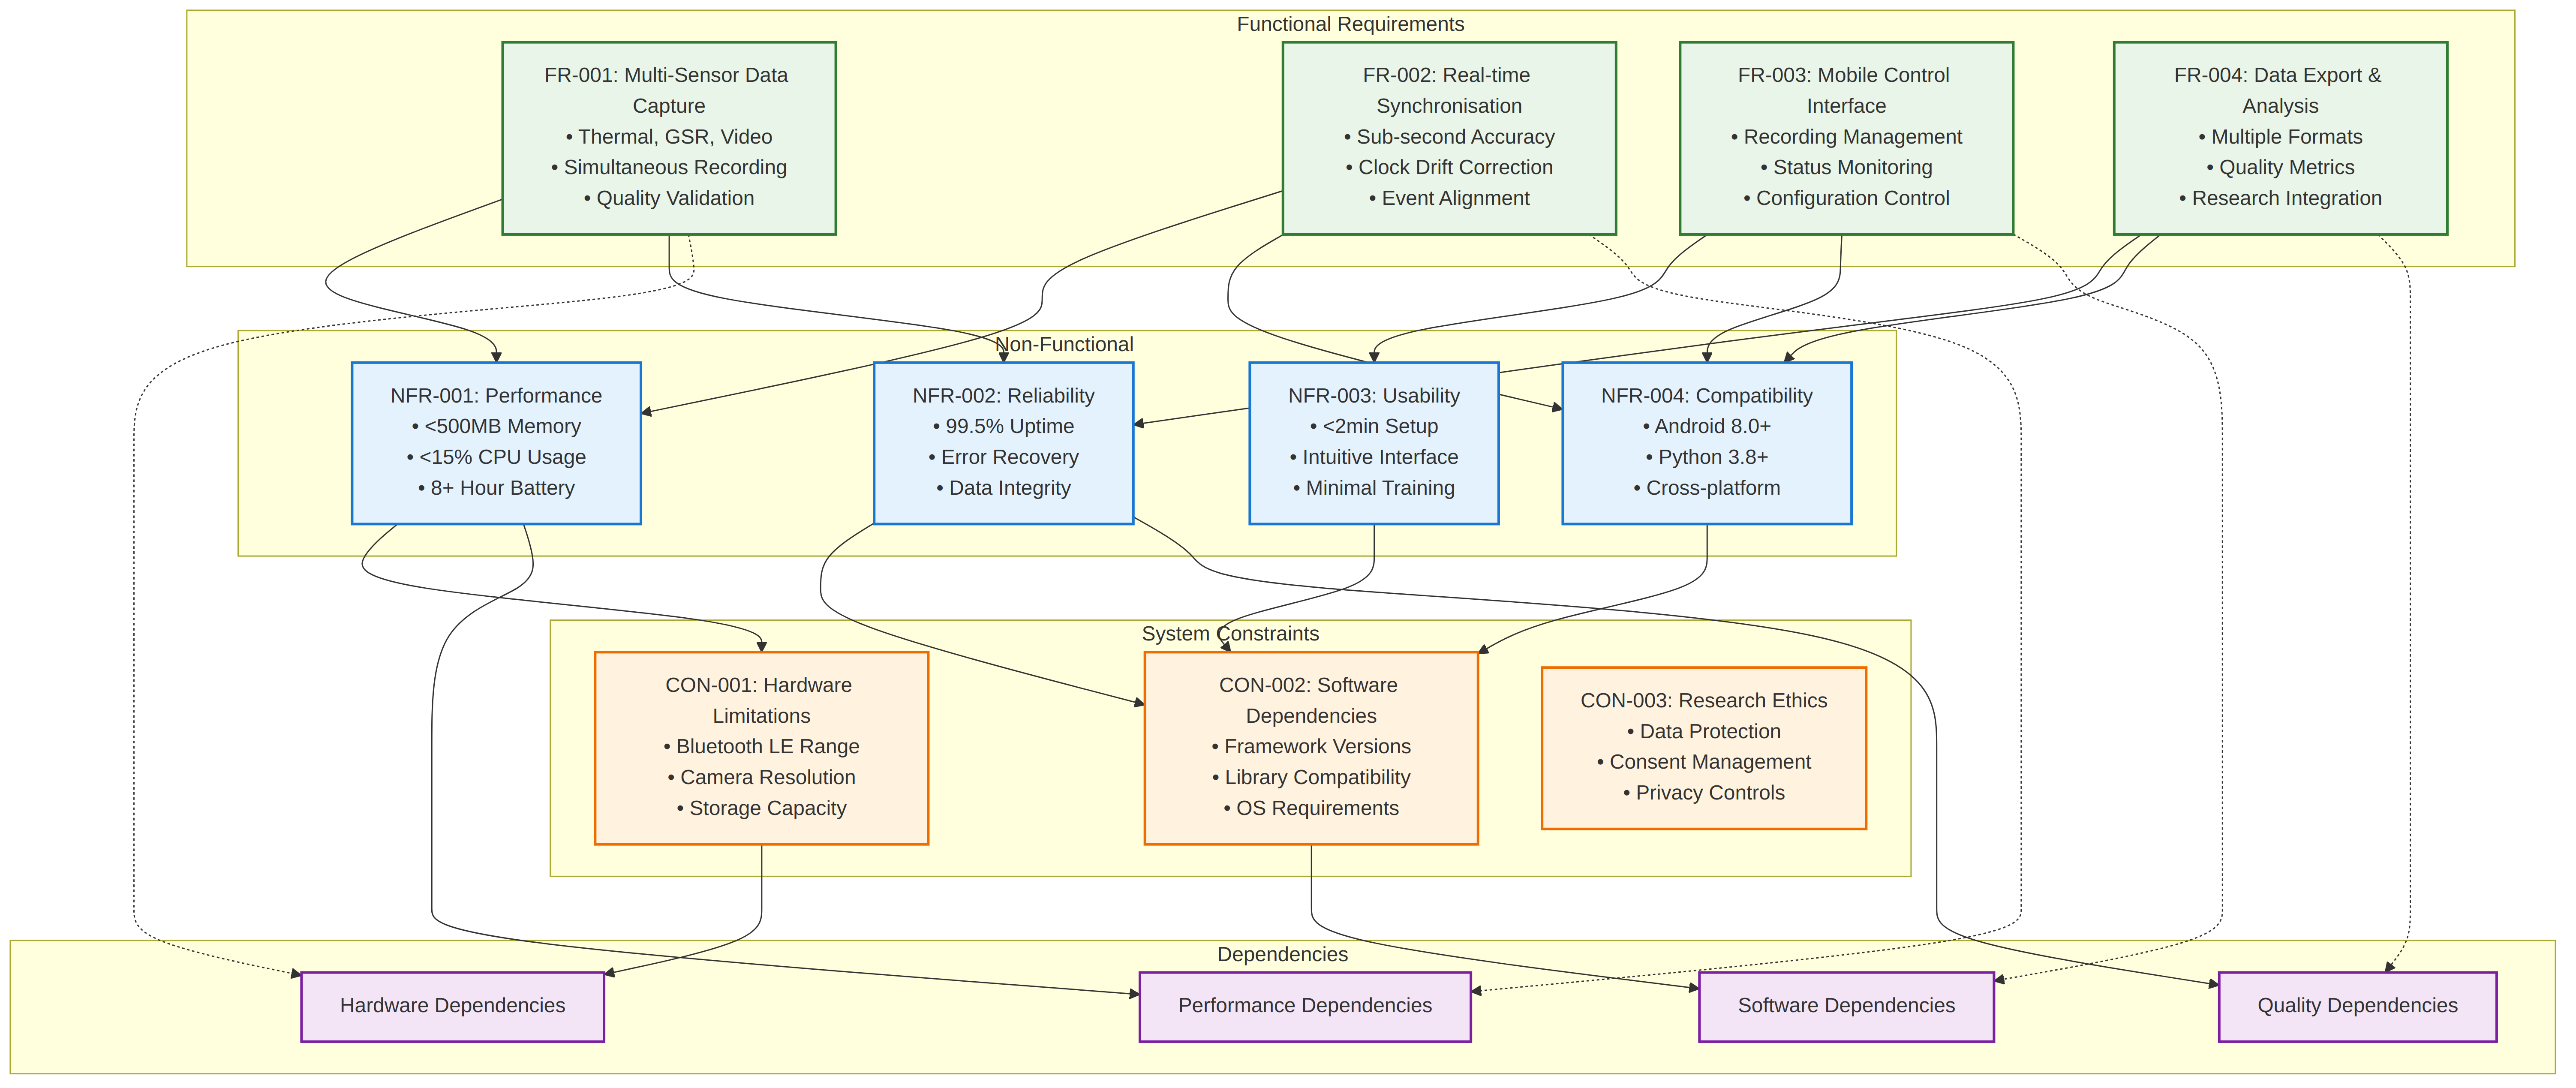 Functional Requirements
FR-001: Multi-Sensor Data
Capture
• Thermal, GSR, Video
• Simultaneous Recording
• Quality Validation
FR-002: Real-time
Synchronisation
• Sub-second Accuracy
• Clock Drift Correction
• Event Alignment
FR-003: Mobile Control
Interface
• Recording Management
• Status Monitoring
• Configuration Control
FR-004: Data Export &
Analysis
• Multiple Formats
• Quality Metrics
• Research Integration
Non-Functional
NFR-001: Performance
• <500MB Memory
• <15% CPU Usage
• 8+ Hour Battery
NFR-002: Reliability
• 99.5% Uptime
• Error Recovery
• Data Integrity
NFR-003: Usability
• <2min Setup
• Intuitive Interface
• Minimal Training
NFR-004: Compatibility
• Android 8.0+
• Python 3.8+
• Cross-platform
System Constraints
CON-001: Hardware
Limitations
• Bluetooth LE Range
• Camera Resolution
• Storage Capacity
CON-002: Software
Dependencies
• Framework Versions
• Library Compatibility
• OS Requirements
CON-003: Research Ethics
• Data Protection
• Consent Management
• Privacy Controls
Dependencies
Hardware Dependencies
Performance Dependencies
Software Dependencies
Quality Dependencies